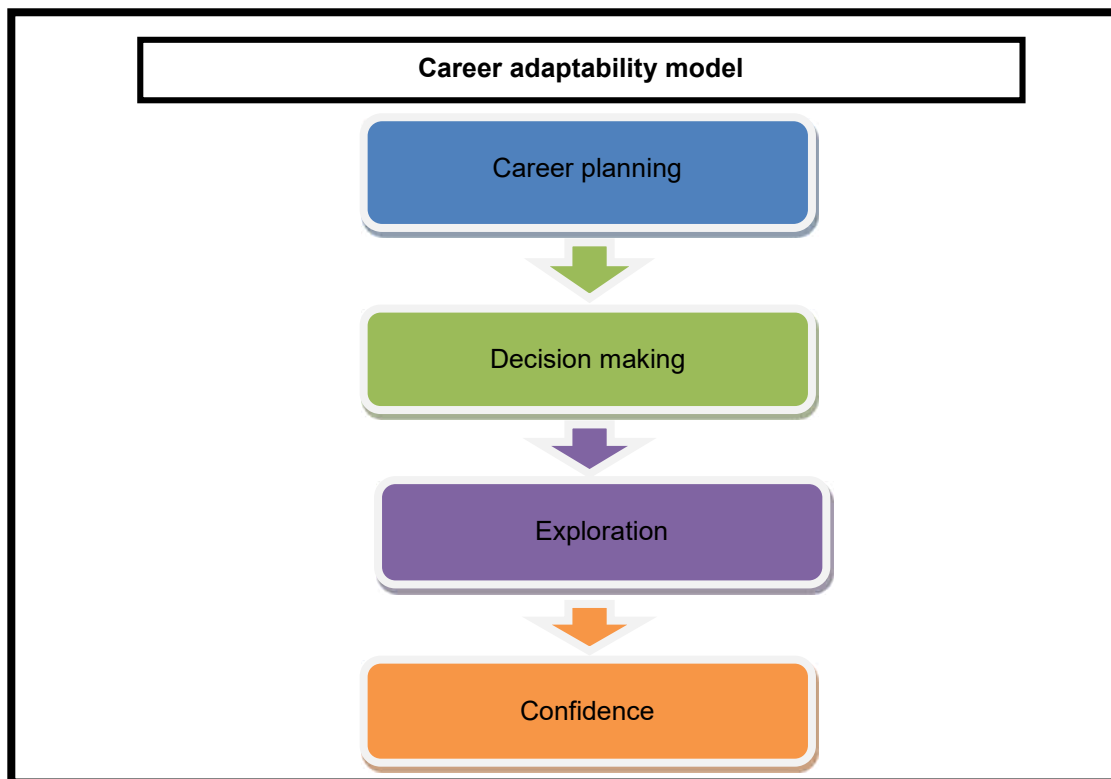 Career adaptability model
Career planning
Decision making
Exploration
Confidence